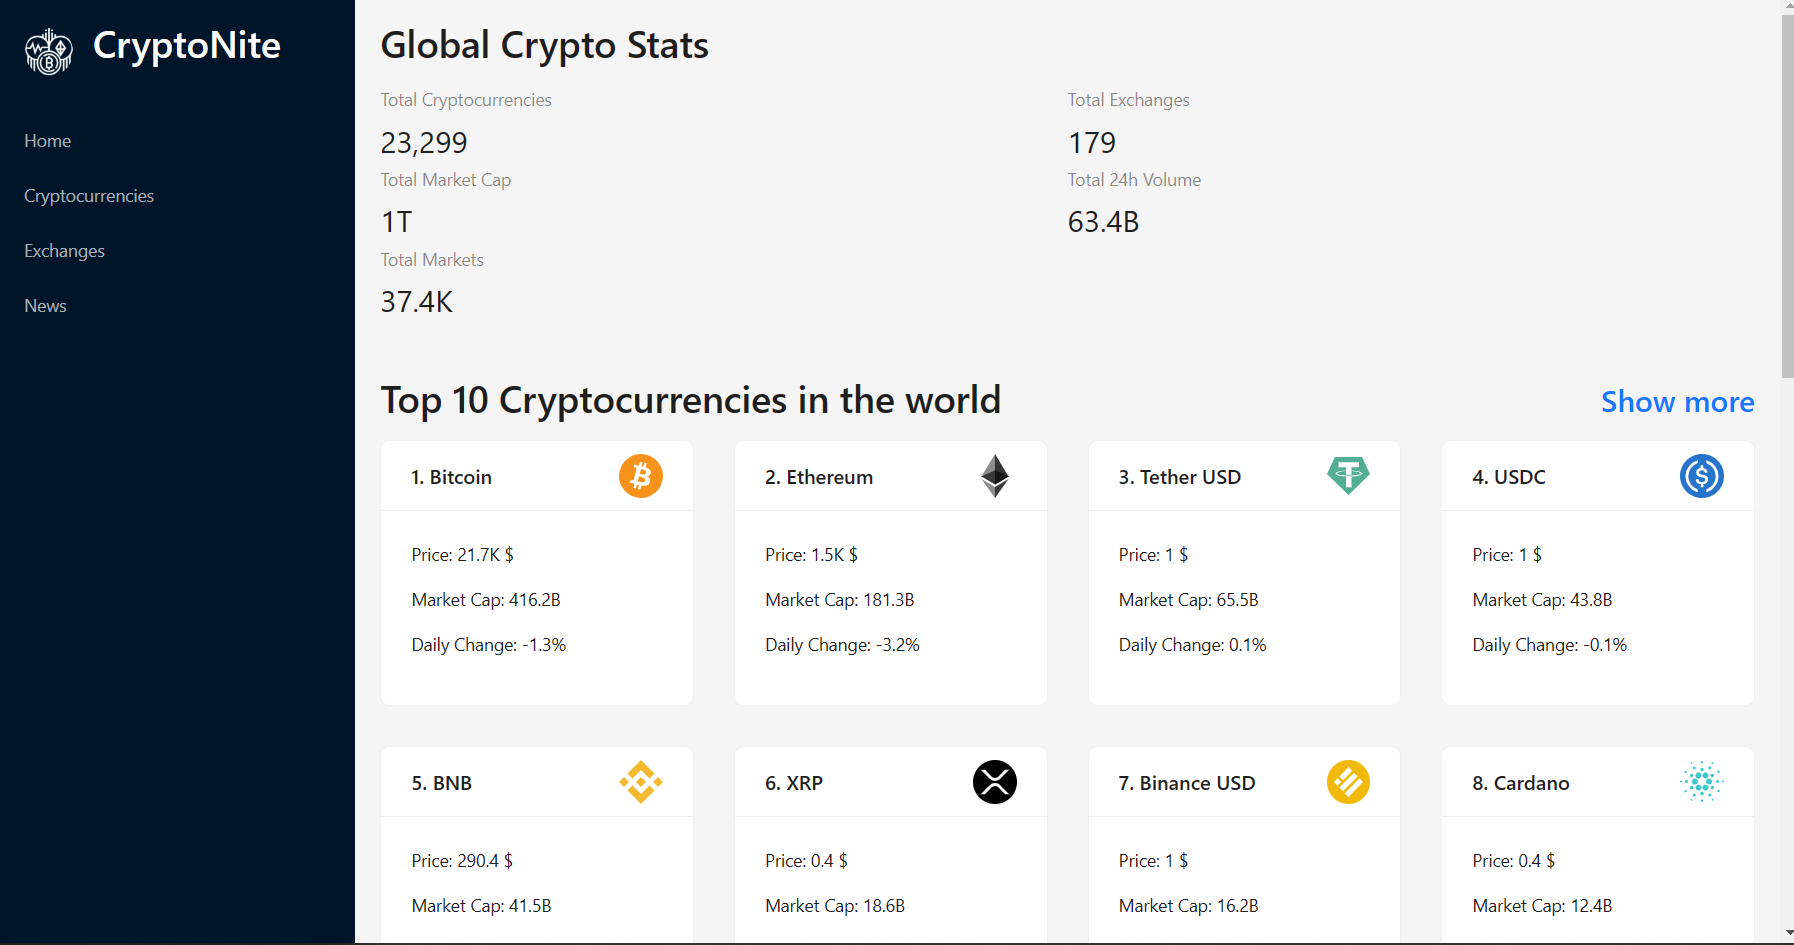 CryptoNite
Home
Cryptocurrencies
Exchanges
News
Global Crypto Stats
Total Cryptocurrencies
23,299
Total Exchanges
179
Total Market Cap
1T
Total 24h Volume
63.4B
Total Markets
37.4K
Top 10 Cryptocurrencies in the world
Show more
1. Bitcoin
Price: 21.7K $
Market Cap: 416.2B
Daily Change: -1.3%
2. Ethereum
Price: 1.5K $
Market Cap: 181.3B
Daily Change: -3.2%
3. Tether USD
Price: 1 $
Market Cap: 65.5B
Daily Change: 0.1%
4. USDC
Price: 1 $
Market Cap: 43.8B
Daily Change: -0.1%
5. BNB
Price: 290.4 $
Market Cap: 41.5B
6. XRP
Price: 0.4 $
Market Cap: 18.6B
7. Binance USD
Price: 1 $
Market Cap: 16.2B
8. Cardano
Price: 0.4 $
Market Cap: 12.4B